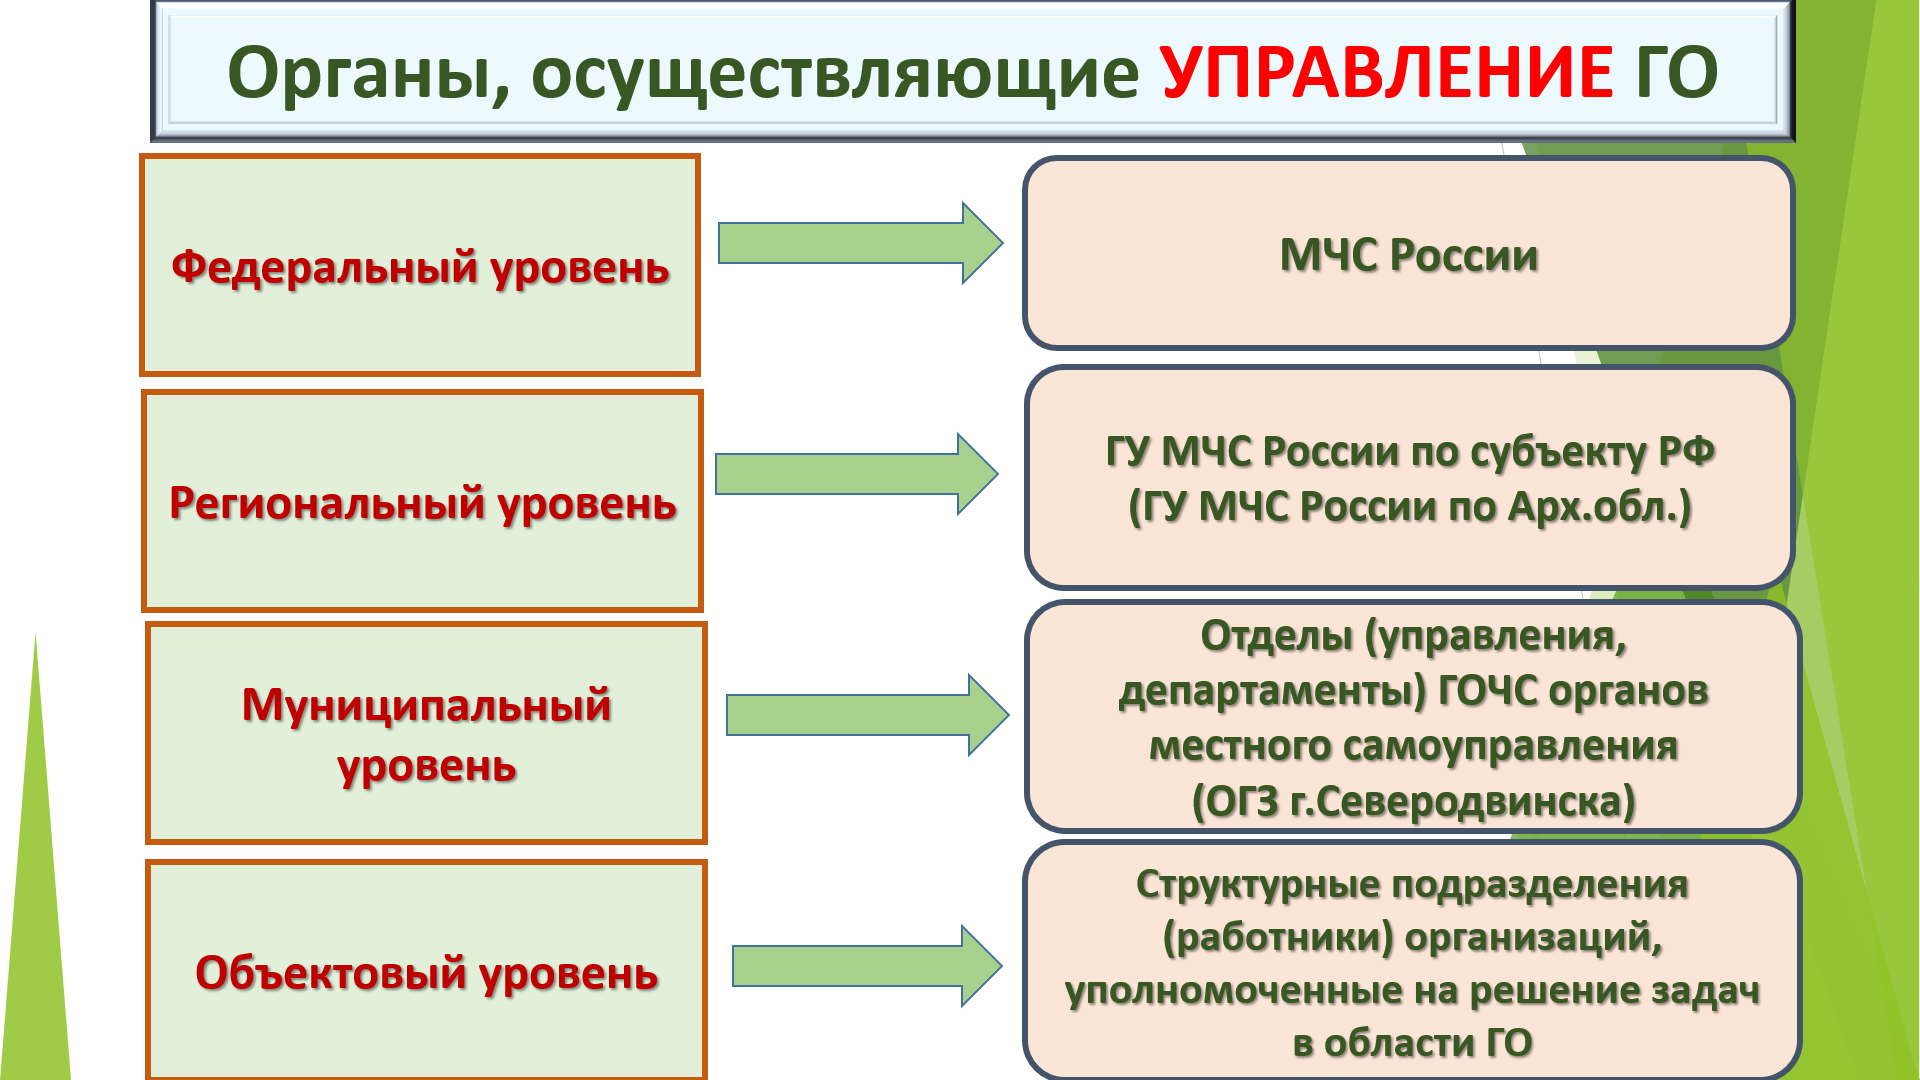 Органы, осуществляющие УПРАВЛЕНИЕ ГО
Федеральный уровень
МЧС России
Региональный уровень
ГУ МЧС России по субъекту РФ
(ГУ МЧС России по Арх.обл.)
Муниципальный
уровень
Отделы (управления,
департаменты) ГОЧС органов
местного самоуправления
(ОГЗ г.Северодвинска)
Объектовый уровень
Структурные подразделения
(работники) организаций,
уполномоченные на решение задач
в области ГО